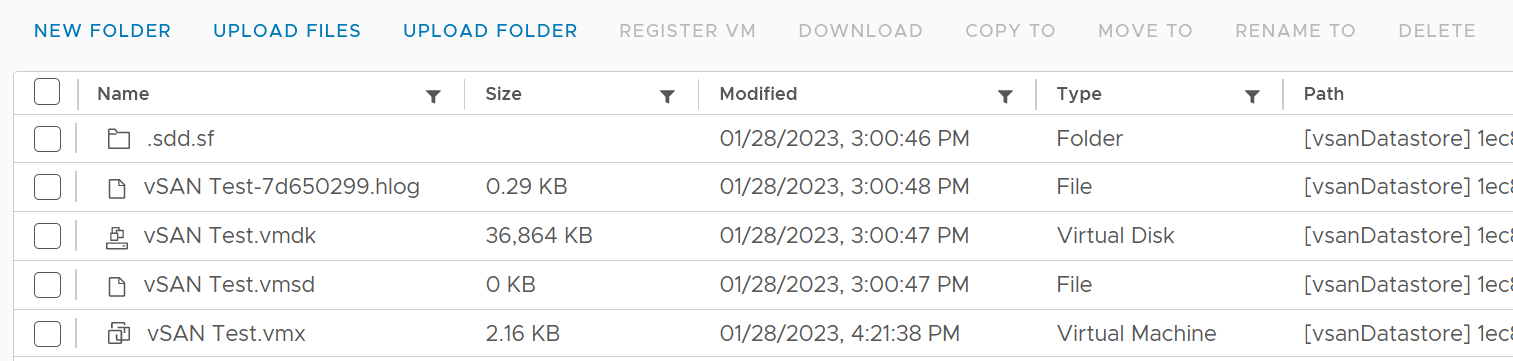 NEW FOLDER UPLOAD FILES UPLOAD FOLDER REGISTER VM DOWNLOAD COPY TO MOVE TO RENAME TO DELETE
Name Size Modified Type Path
.sdd.sf 01/28/2023, 3:00:46 PM Folder [vsanDatastore] 1ec8
vSAN Test-7d650299.hlog 0.29 KB 01/28/2023, 3:00:48 PM File [vsanDatastore] 1ec8
vSAN Test.vmdk 36,864 KB 01/28/2023, 3:00:47 PM Virtual Disk [vsanDatastore] 1ec8
vSAN Test.vmsd 0 KB 01/28/2023, 3:00:47 PM File [vsanDatastore] 1ec8
vSAN Test.vmx 2.16 KB 01/28/2023, 4:21:38 PM Virtual Machine [vsanDatastore] 1ec8